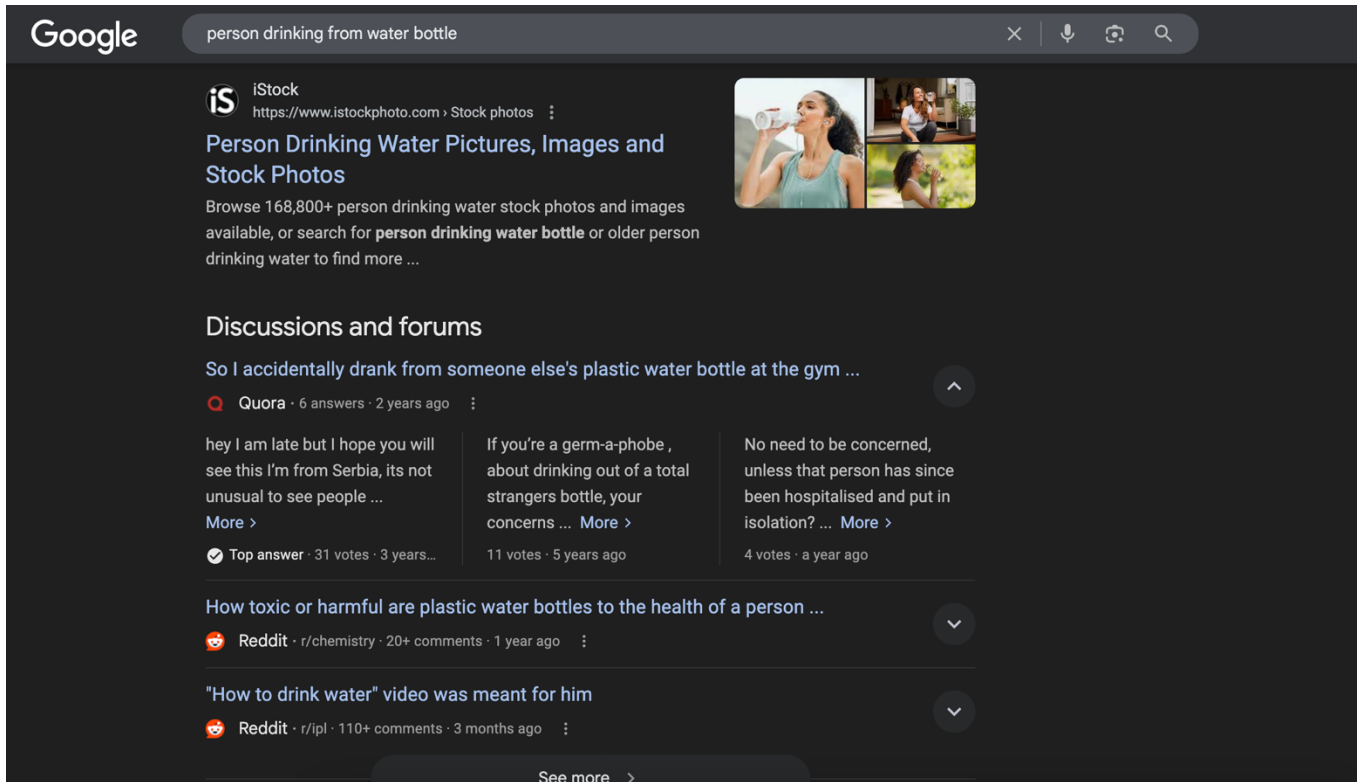 Google
person drinking from water bottle
iS
iStock
https://www.istockphoto.com › Stock photos
Person Drinking Water Pictures, Images and
Stock Photos
Browse 168,800+ person drinking water stock photos and images
available, or search for person drinking water bottle or older person
drinking water to find more ...
Discussions and forums
So I accidentally drank from someone else's plastic water bottle at the gym ...
Quora · 6 answers · 2 years ago
hey I am late but I hope you will
see this I'm from Serbia, its not
unusual to see people ...
More ›
Top answer · 31 votes · 3 years...
If you're a germ-a-phobe ,
about drinking out of a total
strangers bottle, your
concerns ... More ›
11 votes · 5 years ago
No need to be concerned,
unless that person has since
been hospitalised and put in
isolation? ... More ›
4 votes · a year ago
How toxic or harmful are plastic water bottles to the health of a person ...
Reddit · r/chemistry · 20+ comments · 1 year ago
"How to drink water" video was meant for him
Reddit · r/ipl · 110+ comments · 3 months ago
See more ›